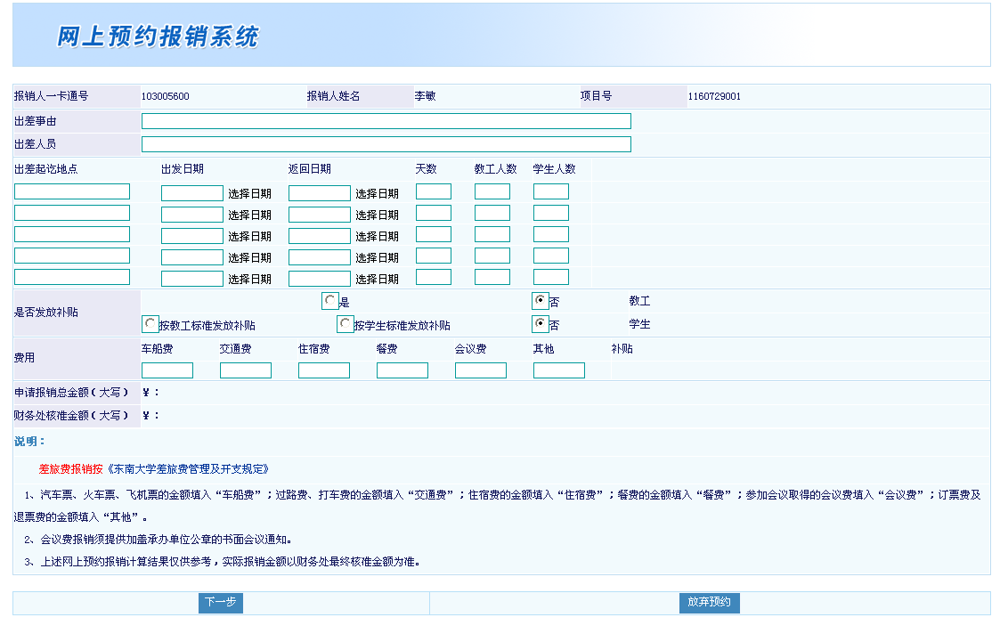 网上预约报销系统
报销人一卡通号 103005600 报销人姓名 李敏 项目号 1160729001
出差事由
出差人员
出差起讫地点 出发日期 返回日期 天数 教工人数 学生人数
选择日期 选择日期
选择日期 选择日期
选择日期 选择日期
选择日期 选择日期
选择日期 选择日期
是否发放补贴 是 否 教工
按教工标准发放补贴 按学生标准发放补贴 否 学生
费用 车船费 交通费 住宿费 餐费 会议费 其他 补贴
申请报销总金额(大写) ¥：
财务处核准金额(大写) ¥：
说明：
差旅费报销按《东南大学差旅费管理及开支规定》
1、汽车票、火车票、飞机票的金额填入“车船费”；过路费、打车费的金额填入“交通费”；住宿费的金额填入“住宿费”；餐费的金额填入“餐费”；参加会议取得的会议费填入“会议费”；订票费及
退票费的金额填入“其他”。
2、会议费报销须提供加盖承办单位公章的书面会议通知。
3、上述网上预约报销计算结果仅供参考，实际报销金额以财务处最终核准金额为准。
下一步 放弃预约